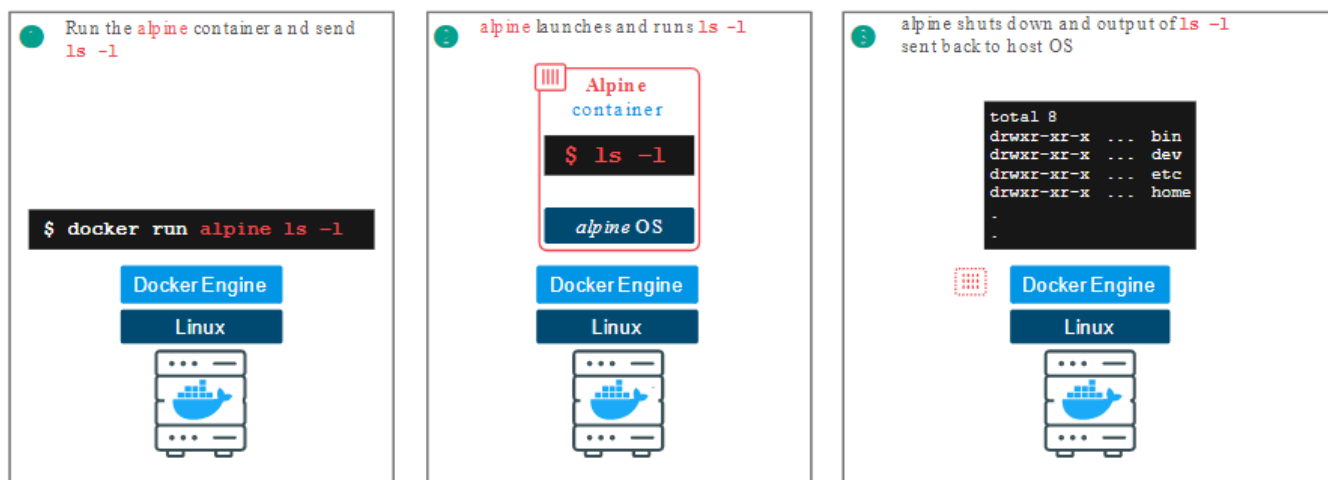 Run the alpine container and send
ls -l
$ docker run alpine ls -l
Docker Engine
Linux
alpine launches and runs ls -l
Alpine
container
$ ls -l
alpine OS
Docker Engine
Linux
alpine shuts down and output of ls -l
sent back to host OS
total 8
drwxr-xr-x ... bin
drwxr-xr-x ... dev
drwxr-xr-x ... etc
drwxr-xr-x ... home
.
.
Docker Engine
Linux